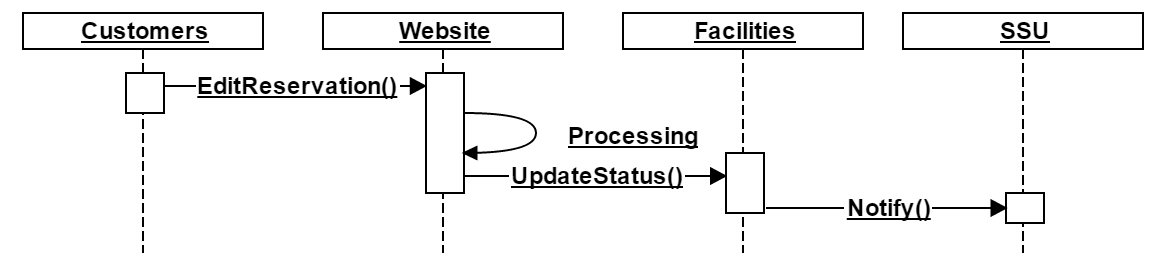 Customers
Website
Facilities
SSU
EditReservation()
Processing
UpdateStatus()
Notify()